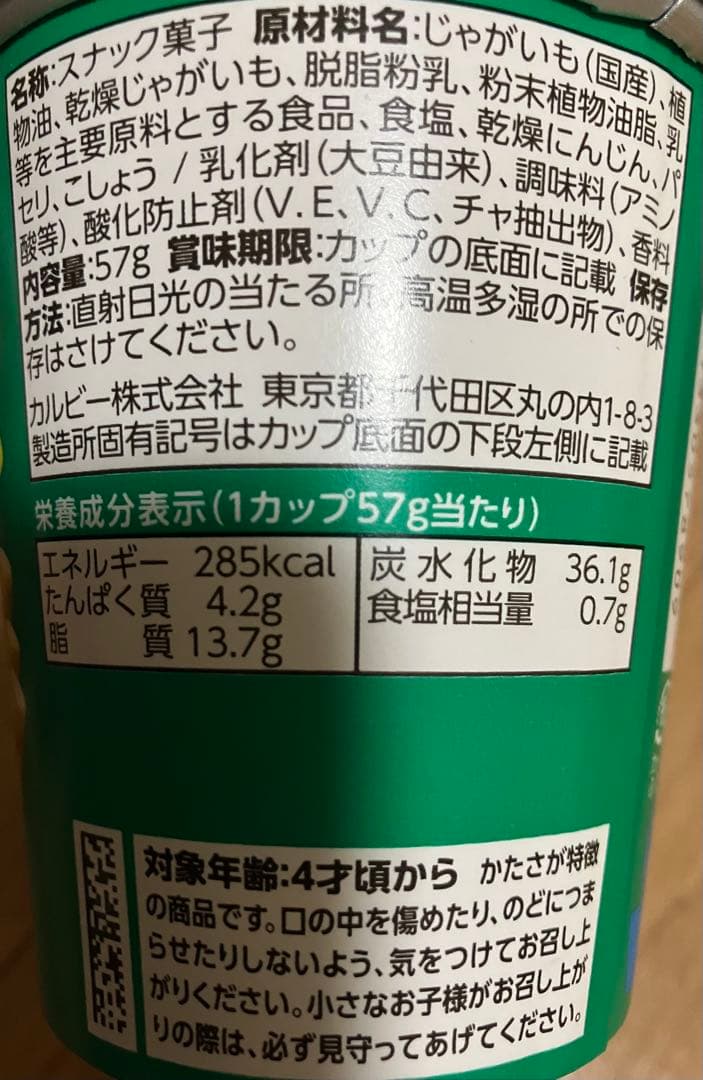 名称:スナック菓子 原材料名:じゃがいも(国産)、植
物油、乾燥じゃがいも、脱脂粉乳、粉末植物油脂、乳
等を主要原料とする食品、食塩、乾燥にんじん、パ
セリ、こしょう / 乳化剤(大豆由来)、調味料(アミノ
酸等)、酸化防止剤(V.E、V.C、チャ抽出物)、香料
内容量:57g 賞味期限:カップの底面に記載 保存
方法:直射日光の当たる所、高温多湿の所での保
存はさけてください。
カルビー株式会社 東京都千代田区丸の内1-8-3
製造所固有記号はカップ底面の下段左側に記載
栄養成分表示(1カップ57g当たり)
エネルギー 285kcal 炭水化物 36.1g
たんぱく質 4.2g 食塩相当量 0.7g
脂質 13.7g
対象年齢:4才頃から かたさが特徴
の商品です。口の中を傷めたり、のどにつま
らせたりしないよう、気をつけてお召し上
がりください。小さなお子様がお召し上が
りの際は、必ず見守ってあげてください。